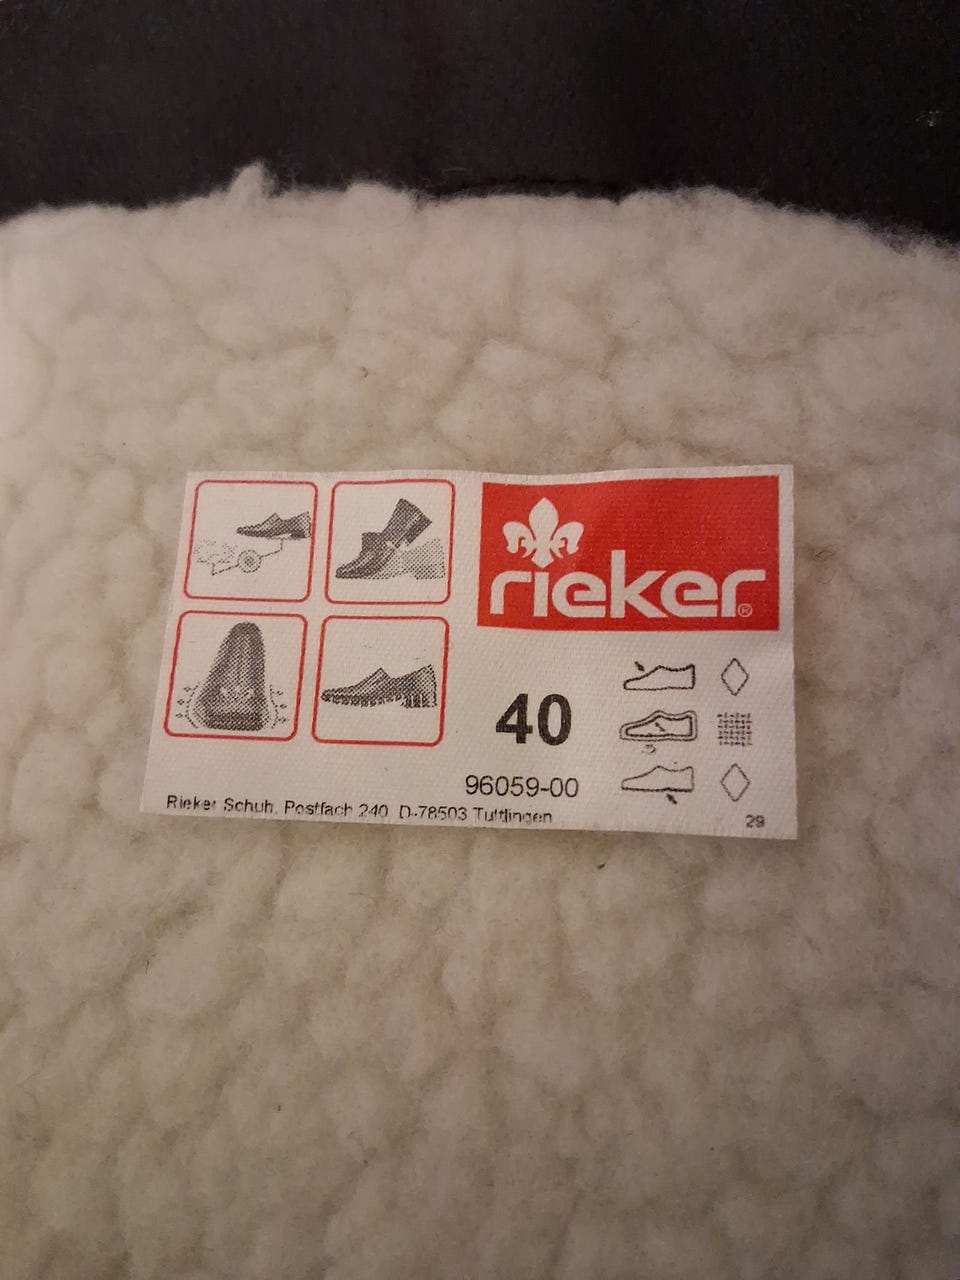 rieker®
40
96059-00
Rieker Schuh, Postfach 240 D-78503 Tuttlingen
29